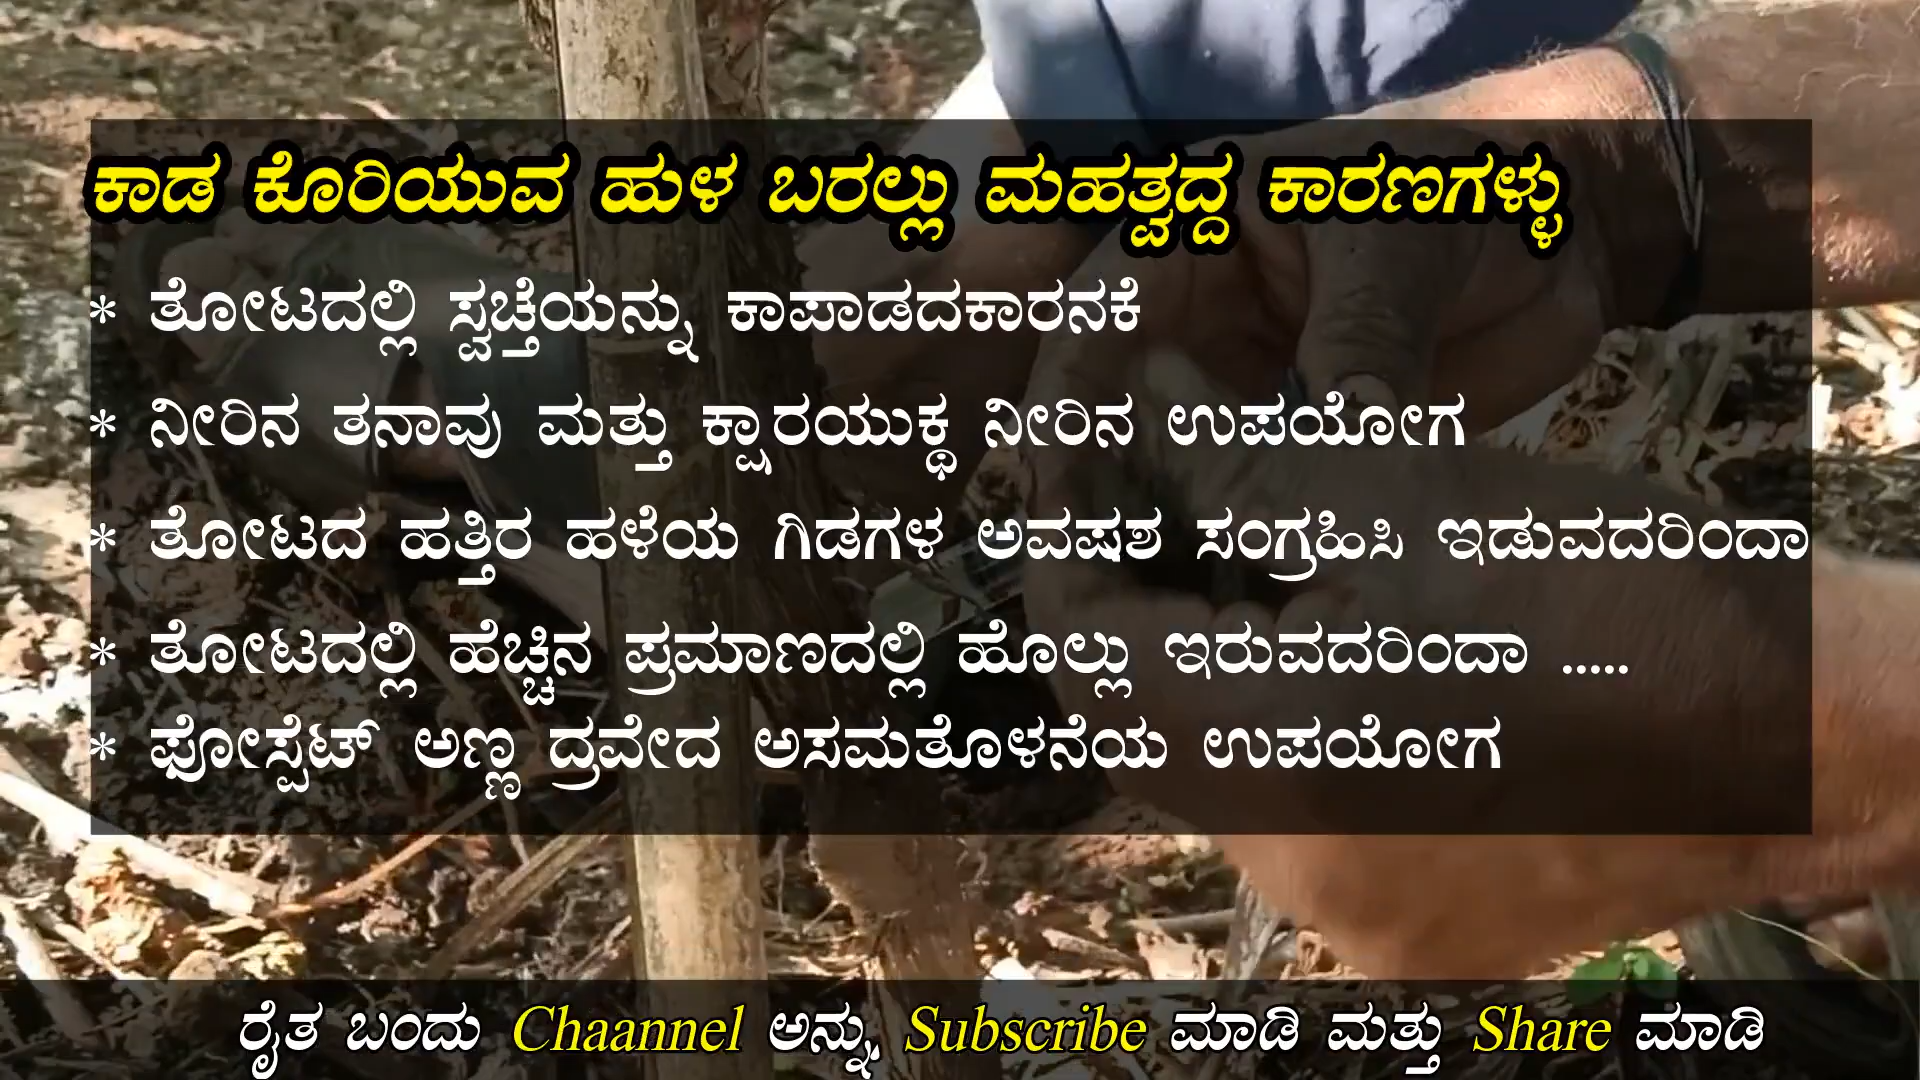 ಕಾಡ ಕೊರಿಯುವ ಹುಳ ಬರಲ್ಲು ಮಹತ್ವದ್ದ ಕಾರಣಗಳ್ಳು
* ತೋಟದಲ್ಲಿ ಸ್ವಚ್ತೆಯನ್ನು ಕಾಪಾಡದಕಾರನಕೆ
* ನೀರಿನ ತನಾವು ಮತ್ತು ಕ್ಷಾರಯುಕ್ಥ ನೀರಿನ ಉಪಯೋಗ
* ತೋಟದ ಹತ್ತಿರ ಹಳೆಯ ಗಿಡಗಳ ಅವಷಶ ಸಂಗ್ರಹಿಸಿ ಇಡುವದರಿಂದಾ
* ತೋಟದಲ್ಲಿ ಹೆಚ್ಚಿನ ಪ್ರಮಾಣದಲ್ಲಿ ಹೊಲ್ಲು ಇರುವದರಿಂದಾ .....
* ಫೋಸ್ಪೆಟ್ ಅಣ್ಣ ದ್ರವೇದ ಅಸಮತೊಳನೆಯ ಉಪಯೋಗ
ರೈತ ಬಂದು Chaannel ಅನ್ನು Subscribe ಮಾಡಿ ಮತ್ತು Share ಮಾಡಿ